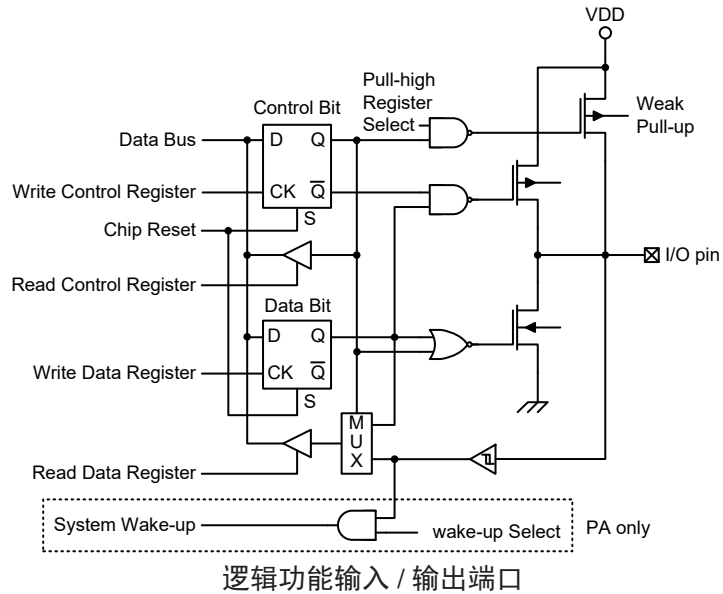 VDD
Pull-high
Register
Select
Weak
Pull-up
Control Bit
Data Bus
D
Q
Write Control Register
CK
Q̅
S
Chip Reset
I/O pin
Read Control Register
Data Bit
D
Q
Write Data Register
CK
Q̅
S
M
U
X
Read Data Register
System Wake-up
wake-up Select
PA only
逻辑功能输入 / 输出端口